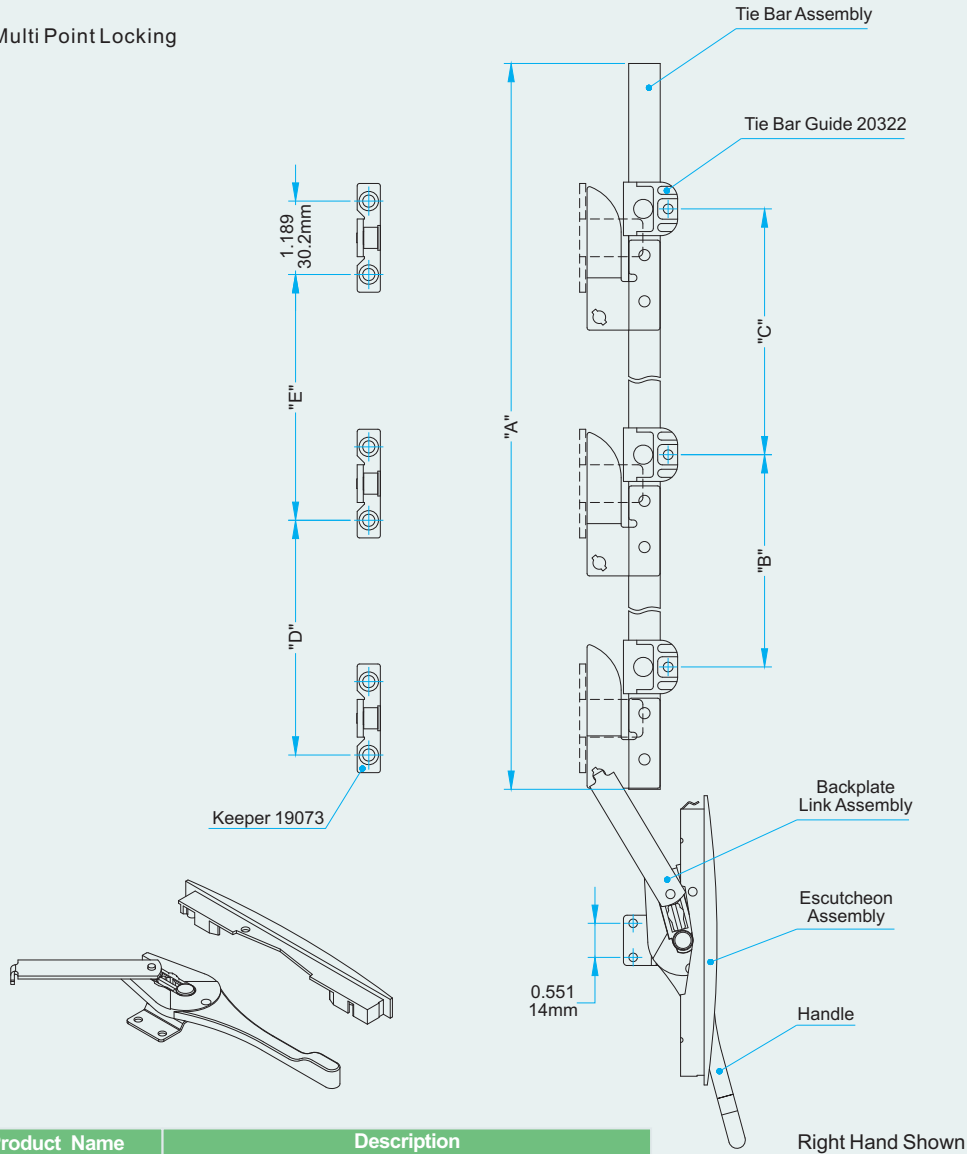 Multi Point Locking
Tie Bar Assembly
Tie Bar Guide 20322
1.189
30.2mm
"E"
"D"
"A"
"C"
"B"
Keeper 19073
Backplate
Link Assembly
Escutcheon
Assembly
0.551
14mm
Handle
Right Hand Shown
Product Name
Description